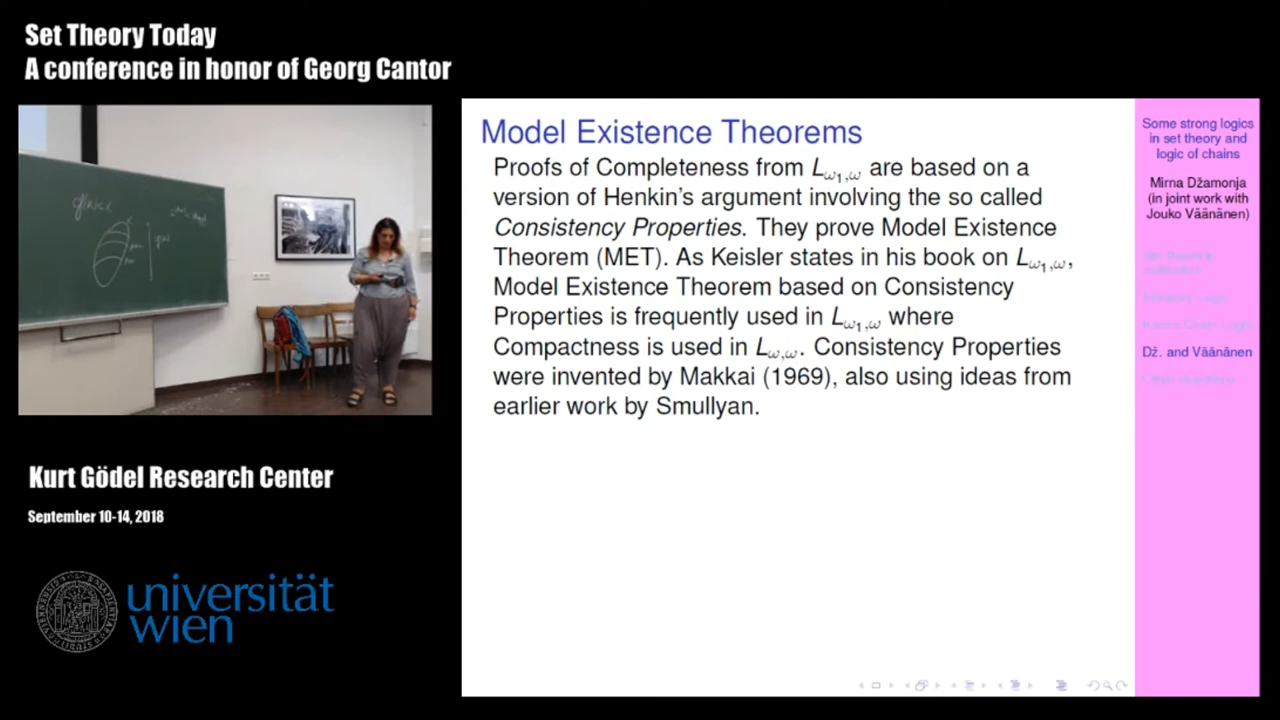 Set Theory Today
A conference in honor of Georg Cantor
Model Existence Theorems
Proofs of Completeness from Lω₁,ω are based on a
version of Henkin's argument involving the so called
Consistency Properties. They prove Model Existence
Theorem (MET). As Keisler states in his book on Lω₁,ω,
Model Existence Theorem based on Consistency
Properties is frequently used in Lω₁,ω where
Compactness is used in Lω,ω. Consistency Properties
were invented by Makkai (1969), also using ideas from
earlier work by Smullyan.
Some strong logics
in set theory and
logic of chains
Mirna Džamonja
(in joint work with
Jouko Väänänen)
Dž. and Väänänen
Kurt Gödel Research Center
September 10-14, 2018
universität
wien